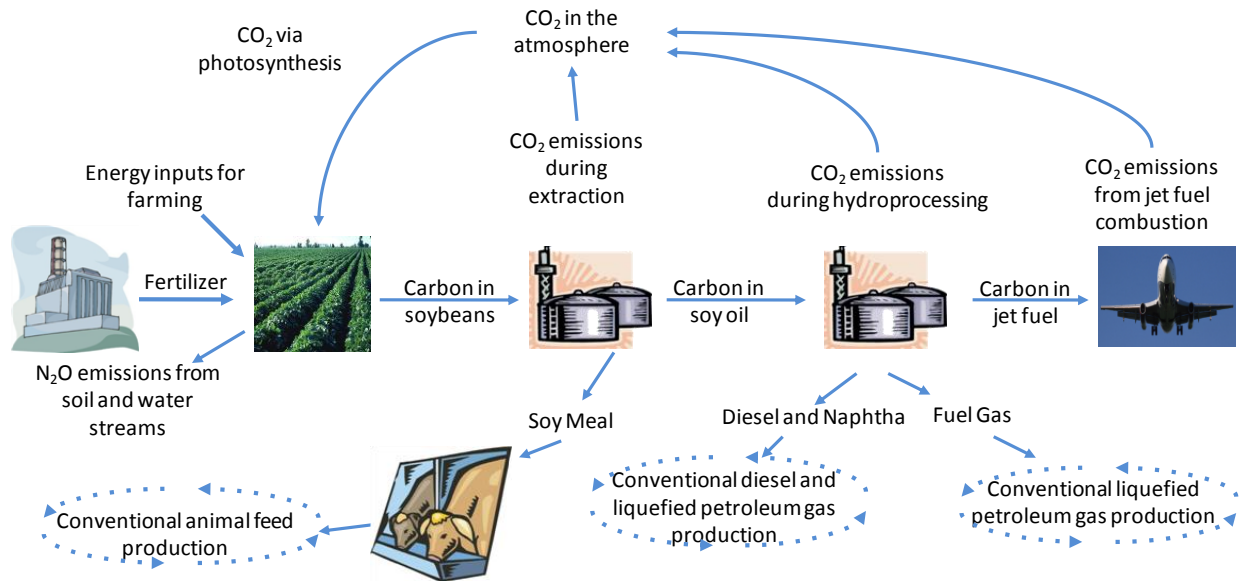 CO₂ in the
atmosphere
CO₂ via
photosynthesis
CO₂ emissions
during
extraction
Energy inputs for
farming
CO₂ emissions
during hydroprocessing
CO₂ emissions
from jet fuel
combustion
Fertilizer
Carbon in
soybeans
Carbon in
soy oil
Carbon in
jet fuel
N₂O emissions from
soil and water
streams
Soy Meal
Diesel and Naphtha
Fuel Gas
Conventional animal feed
production
Conventional diesel and
liquefied petroleum gas
production
Conventional liquefied
petroleum gas production